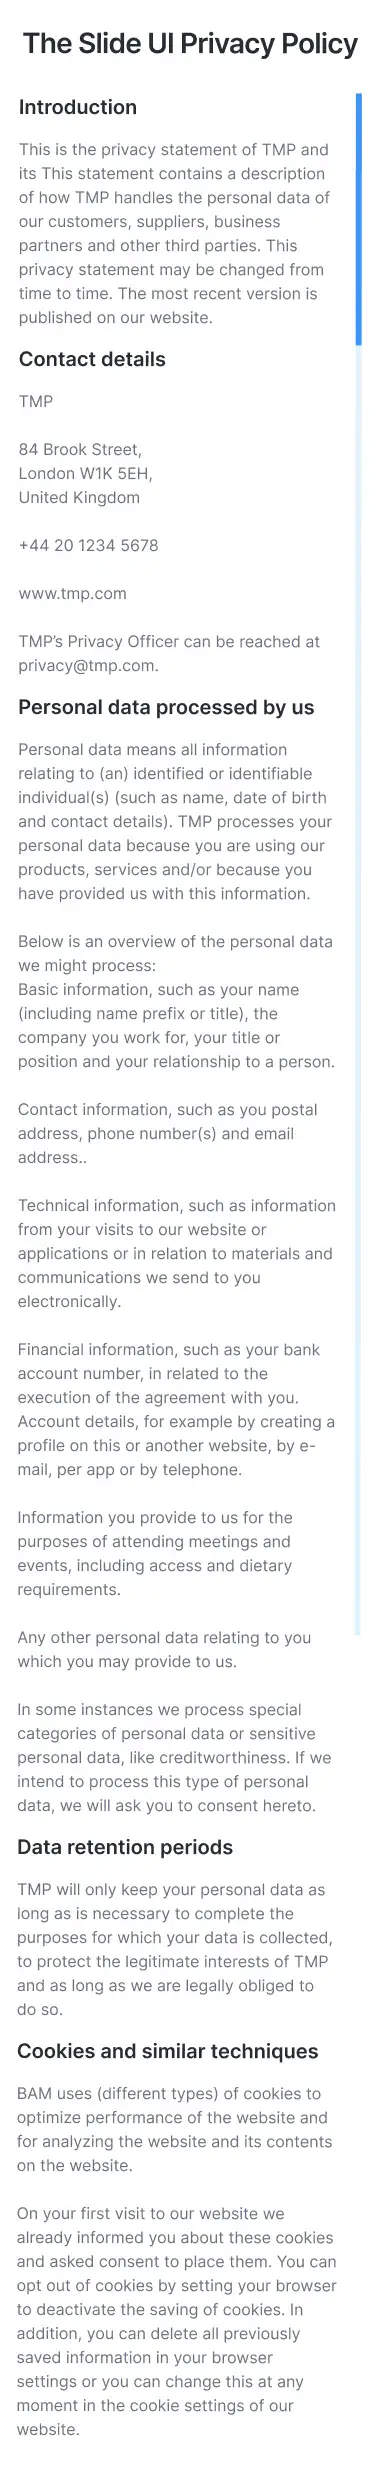 The Slide UI Privacy Policy
Introduction
This is the privacy statement of TMP and
its This statement contains a description
of how TMP handles the personal data of
our customers, suppliers, business
partners and other third parties. This
privacy statement may be changed from
time to time. The most recent version is
published on our website.
Contact details
TMP
84 Brook Street,
London W1K 5EH,
United Kingdom
+44 20 1234 5678
www.tmp.com
TMP’s Privacy Officer can be reached at
privacy@tmp.com.
Personal data processed by us
Personal data means all information
relating to (an) identified or identifiable
individual(s) (such as name, date of birth
and contact details). TMP processes your
personal data because you are using our
products, services and/or because you
have provided us with this information.
Below is an overview of the personal data
we might process:
Basic information, such as your name
(including name prefix or title), the
company you work for, your title or
position and your relationship to a person.
Contact information, such as you postal
address, phone number(s) and email
address..
Technical information, such as information
from your visits to our website or
applications or in relation to materials and
communications we send to you
electronically.
Financial information, such as your bank
account number, in related to the
execution of the agreement with you.
Account details, for example by creating a
profile on this or another website, by e-
mail, per app or by telephone.
Information you provide to us for the
purposes of attending meetings and
events, including access and dietary
requirements.
Any other personal data relating to you
which you may provide to us.
In some instances we process special
categories of personal data or sensitive
personal data, like creditworthiness. If we
intend to process this type of personal
data, we will ask you to consent hereto.
Data retention periods
TMP will only keep your personal data as
long as is necessary to complete the
purposes for which your data is collected,
to protect the legitimate interests of TMP
and as long as we are legally obliged to
do so.
Cookies and similar techniques
BAM uses (different types) of cookies to
optimize performance of the website and
for analyzing the website and its contents
on the website.
On your first visit to our website we
already informed you about these cookies
and asked consent to place them. You can
opt out of cookies by setting your browser
to deactivate the saving of cookies. In
addition, you can delete all previously
saved information in your browser
settings or you can change this at any
moment in the cookie settings of our
website.